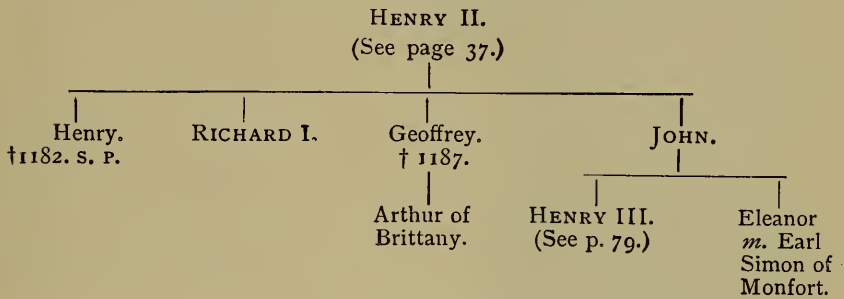 HENRY II.
(See page 37.)
Henry.
†1182. S. P.
RICHARD I.
Geoffrey.
† 1187.
JOHN.
Arthur of
Brittany.
HENRY III.
(See p. 79.)
Eleanor
m. Earl
Simon of
Monfort.